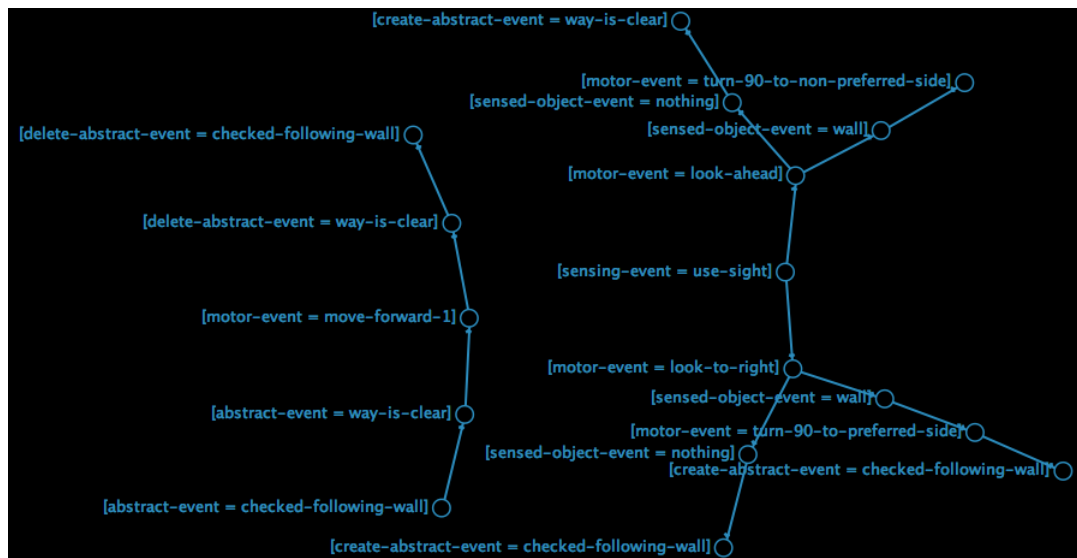 [create-abstract-event = way-is-clear]
[motor-event = turn-90-to-non-preferred-side]
[sensed-object-event = nothing]
[sensed-object-event = wall]
[delete-abstract-event = checked-following-wall]
[motor-event = look-ahead]
[delete-abstract-event = way-is-clear]
[sensing-event = use-sight]
[motor-event = move-forward-1]
[motor-event = look-to-right]
[sensed-object-event = wall]
[abstract-event = way-is-clear]
[motor-event = turn-90-to-preferred-side]
[sensed-object-event = nothing]
[create-abstract-event = checked-following-wall]
[abstract-event = checked-following-wall]
[create-abstract-event = checked-following-wall]